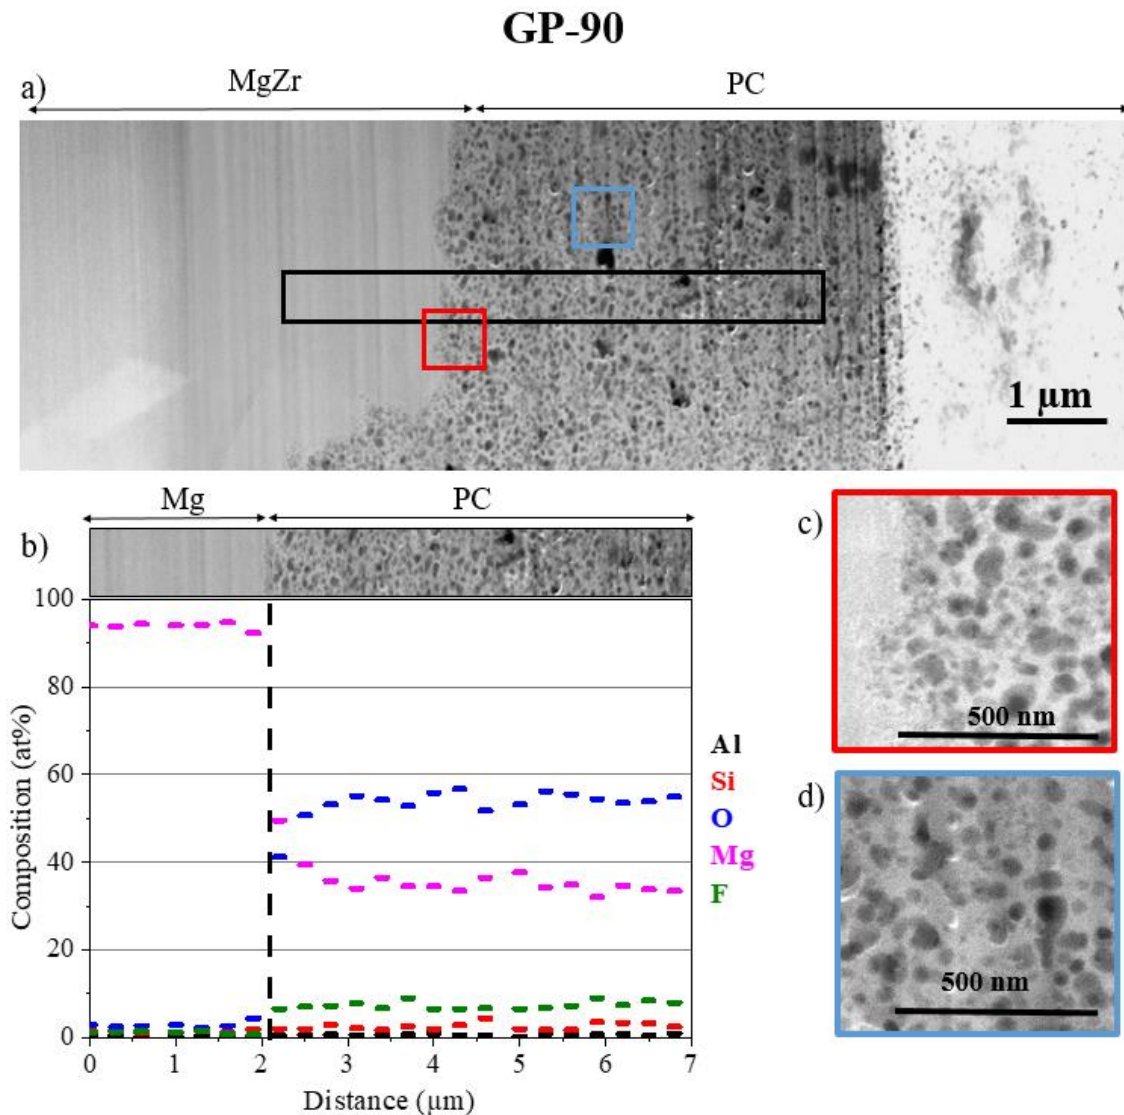 GP-90
a)
MgZr
PC
1 µm
Mg
PC
b)
100
80
60
40
20
0
Composition (at%)
0 1 2 3 4 5 6 7
Distance (µm)
Al
Si
O
Mg
F
c)
500 nm
d)
500 nm